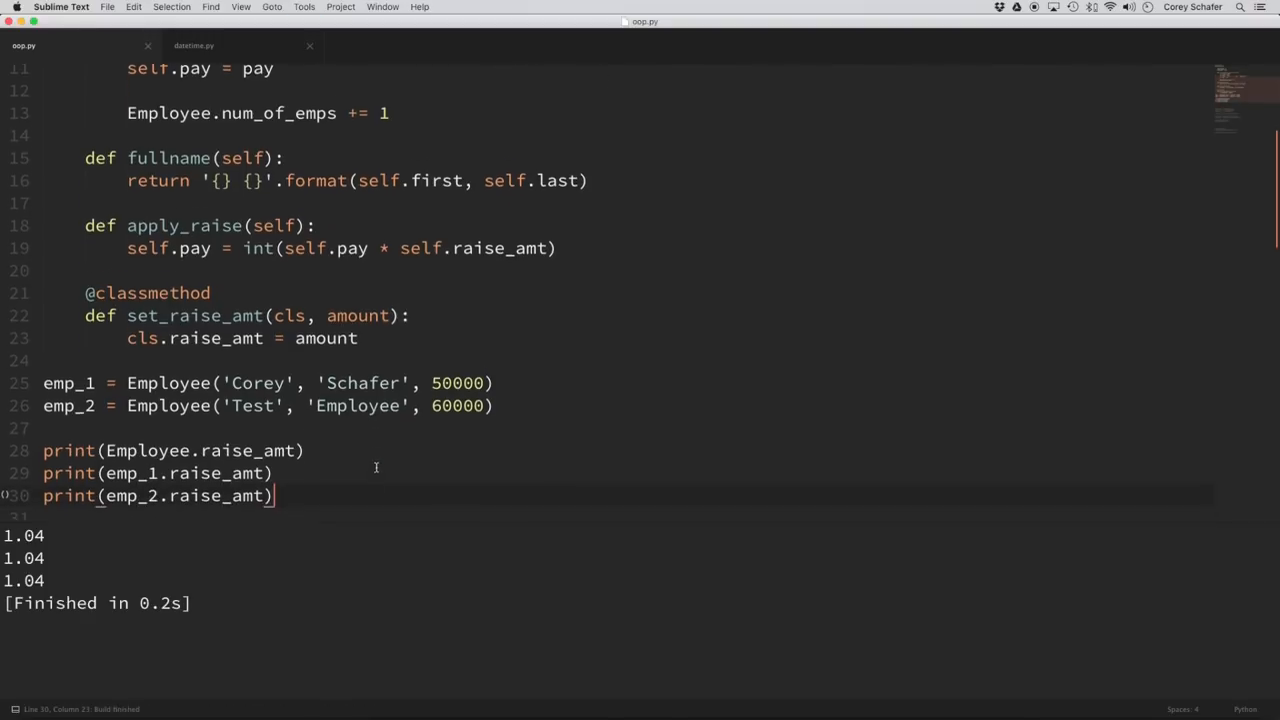 Sublime Text File Edit Selection Find View Goto Tools Project Window Help Corey Schafer
oop.py
oop.py datetime.py
11 self.pay = pay
12
13 Employee.num_of_emps += 1
14
15 def fullname(self):
16 return '{} {}'.format(self.first, self.last)
17
18 def apply_raise(self):
19 self.pay = int(self.pay * self.raise_amt)
20
21 @classmethod
22 def set_raise_amt(cls, amount):
23 cls.raise_amt = amount
24
25 emp_1 = Employee('Corey', 'Schafer', 50000)
26 emp_2 = Employee('Test', 'Employee', 60000)
27
28 print(Employee.raise_amt)
29 print(emp_1.raise_amt)
30 print(emp_2.raise_amt)
31
1.04
1.04
1.04
[Finished in 0.2s]
Line 30, Column 23: Build finished Spaces: 4 Python